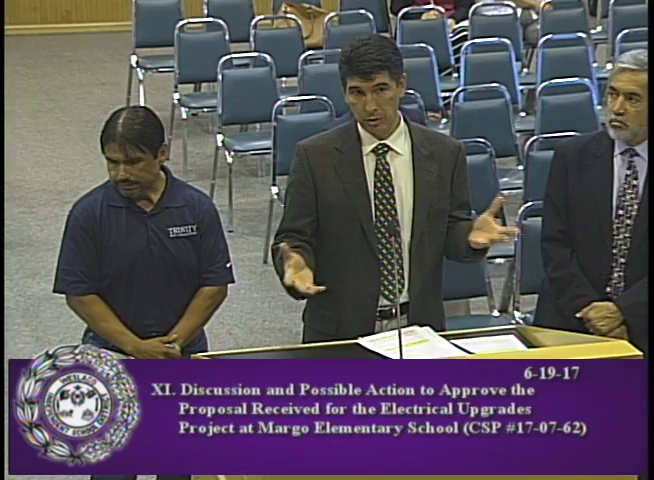 TRINITY
6-19-17
XI. Discussion and Possible Action to Approve the
Proposal Received for the Electrical Upgrades
Project at Margo Elementary School (CSP #17-07-62)
WESLACO